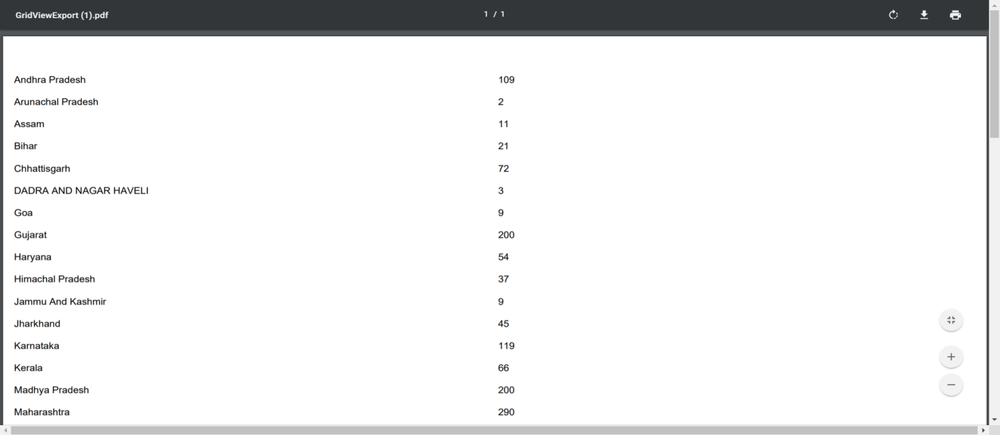 GridViewExport (1).pdf 1 / 1
Andhra Pradesh 109
Arunachal Pradesh 2
Assam 11
Bihar 21
Chhattisgarh 72
DADRA AND NAGAR HAVELI 3
Goa 9
Gujarat 200
Haryana 54
Himachal Pradesh 37
Jammu And Kashmir 9
Jharkhand 45
Karnataka 119
Kerala 66
Madhya Pradesh 200
Maharashtra 290